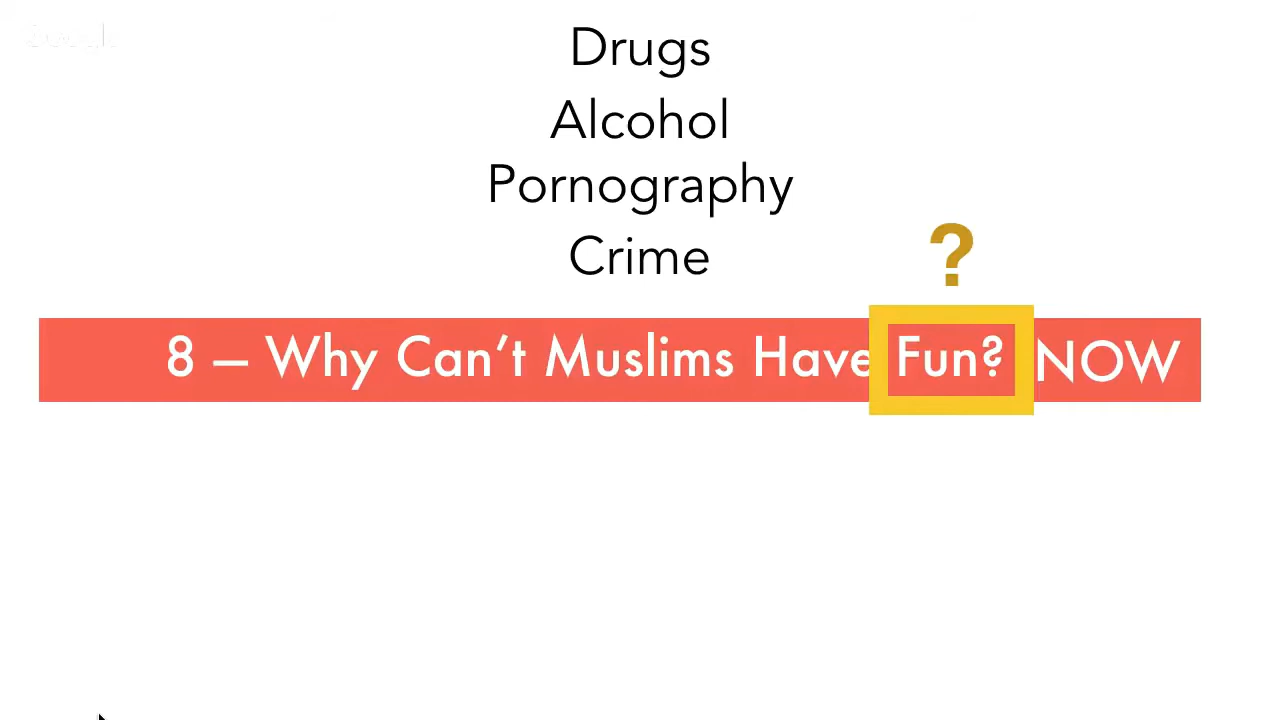 Drugs
Alcohol
Pornography
Crime
?
8 – Why Can’t Muslims Have Fun? NOW